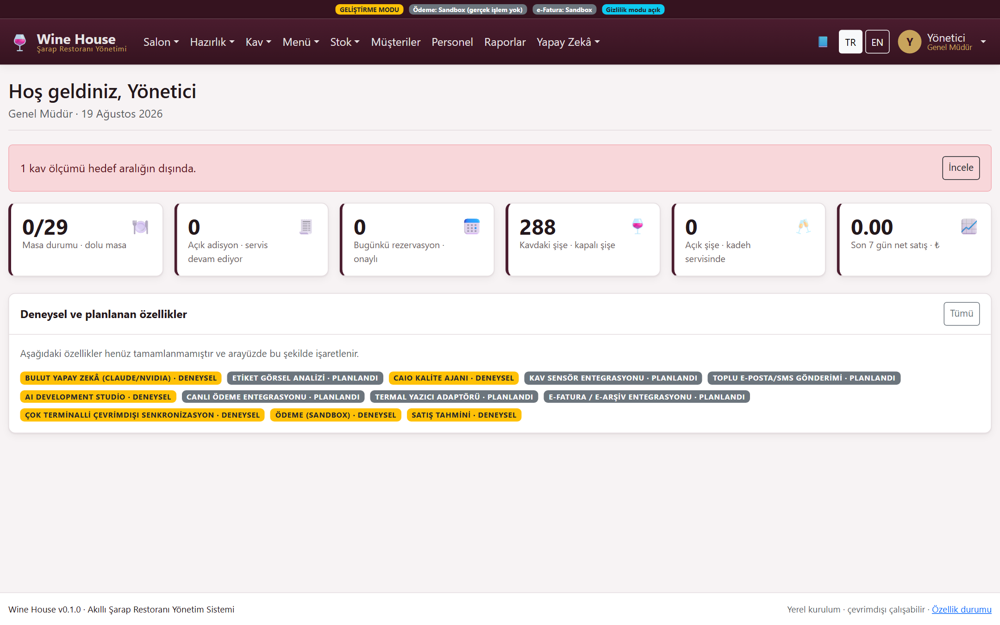 GELİŞTİRME MODU Ödeme: Sandbox (gerçek işlem yok) e-Fatura: Sandbox Gizlilik modu açık
Wine House
Şarap Restoranı Yönetimi
Salon Hazırlık Kav Menü Stok Müşteriler Personel Raporlar Yapay Zekâ
TR EN
Y
Yönetici
Genel Müdür
Hoş geldiniz, Yönetici
Genel Müdür · 19 Ağustos 2026
1 kav ölçümü hedef aralığın dışında.
İncele
0/29
Masa durumu · dolu masa
0
Açık adisyon · servis
devam ediyor
0
Bugünkü rezervasyon ·
onaylı
288
Kavdaki şişe · kapalı şişe
0
Açık şişe · kadeh
servisinde
0.00
Son 7 gün net satış · ₺
Deneysel ve planlanan özellikler
Tümü
Aşağıdaki özellikler henüz tamamlanmamıştır ve arayüzde bu şekilde işaretlenir.
BULUT YAPAY ZEKÂ (CLAUDE/NVIDIA) · DENEYSEL ETİKET GÖRSEL ANALİZİ · PLANLANDI CAIO KALİTE AJANI · DENEYSEL KAV SENSÖR ENTEGRASYONU · PLANLANDI TOPLU E-POSTA/SMS GÖNDERİMİ · PLANLANDI
AI DEVELOPMENT STUDİO · DENEYSEL CANLI ÖDEME ENTEGRASYONU · PLANLANDI TERMAL YAZICI ADAPTÖRÜ · PLANLANDI E-FATURA / E-ARŞİV ENTEGRASYONU · PLANLANDI
ÇOK TERMİNALLİ ÇEVRİMDIŞI SENKRONİZASYON · DENEYSEL ÖDEME (SANDBOX) · DENEYSEL SATIŞ TAHMİNİ · DENEYSEL
Wine House v0.1.0 · Akıllı Şarap Restoranı Yönetim Sistemi
Yerel kurulum · çevrimdışı çalışabilir · Özellik durumu